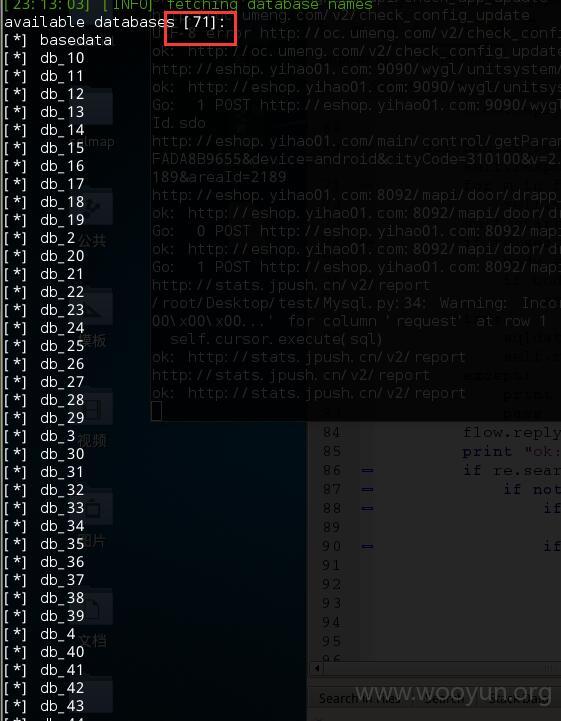 [23:13:03] [INFO] fetching database names
available databases [71]:
[*] basedata
[*] db_10
[*] db_11
[*] db_12
[*] db_13
[*] db_14
[*] db_15
[*] db_16
[*] db_17
[*] db_18
[*] db_19
[*] db_2
[*] db_20
[*] db_21
[*] db_22
[*] db_23
[*] db_24
[*] db_25
[*] db_26
[*] db_27
[*] db_28
[*] db_29
[*] db_3
[*] db_30
[*] db_31
[*] db_32
[*] db_33
[*] db_34
[*] db_35
[*] db_36
[*] db_37
[*] db_38
[*] db_39
[*] db_4
[*] db_40
[*] db_41
[*] db_42
[*] db_43
公共
视频
文档
umeng.com/v2/check_config_update
error http://oc.umeng.com/v2/check_confi
ok: http://oc.umeng.com/v2/check_config_update
http://eshop.yihao01.com:9090/wygl/unitsystem/
ok: http://eshop.yihao01.com:9090/wygl/unitsys
Go: 1 POST http://eshop.yihao01.com:9090/wyg
Id.sdo
http://eshop.yihao01.com/main/control/getParam
FADA8B9655&device=android&cityCode=310100&v=2.
189&areaId=2189
http://eshop.yihao01.com:8092/mapi/door/drapp_
ok: http://eshop.yihao01.com:8092/mapi/door/dr
Go: 0 POST http://eshop.yihao01.com:8092/mapi
ok: http://eshop.yihao01.com:8092/mapi/door/dr
Go: 1 POST http://eshop.yihao01.com:8092/mapi
http://stats.jpush.cn/v2/report
/root/Desktop/test/Mysql.py:34: Warning: Incor
00\x00\x00...' for column 'request' at row 1
self.cursor.execute(sql)
ok: http://stats.jpush.cn/v2/report
http://stats.jpush.cn/v2/report
ok: http://stats.jpush.cn/v2/report
84 flow.reply
85 print "ok:
86 if re.sear
87 if not
88 if
89
90 if
91
92
93
94
95
www.wooyun.org